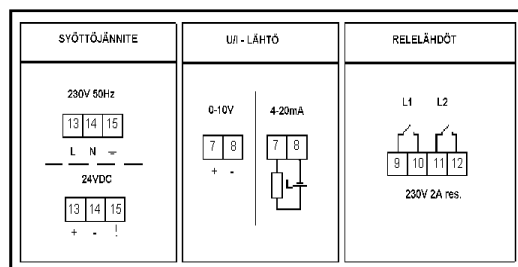 SYÖTTÖJÄNNITE
230V 50Hz
13 14 15
L N
24VDC
13 14 15
+ -
U/I - LÄHTÖ
0-10V 4-20mA
7 8 7 8
+ -
L
RELELÄHDÖT
L1 L2
9 10 11 12
230V 2A res.